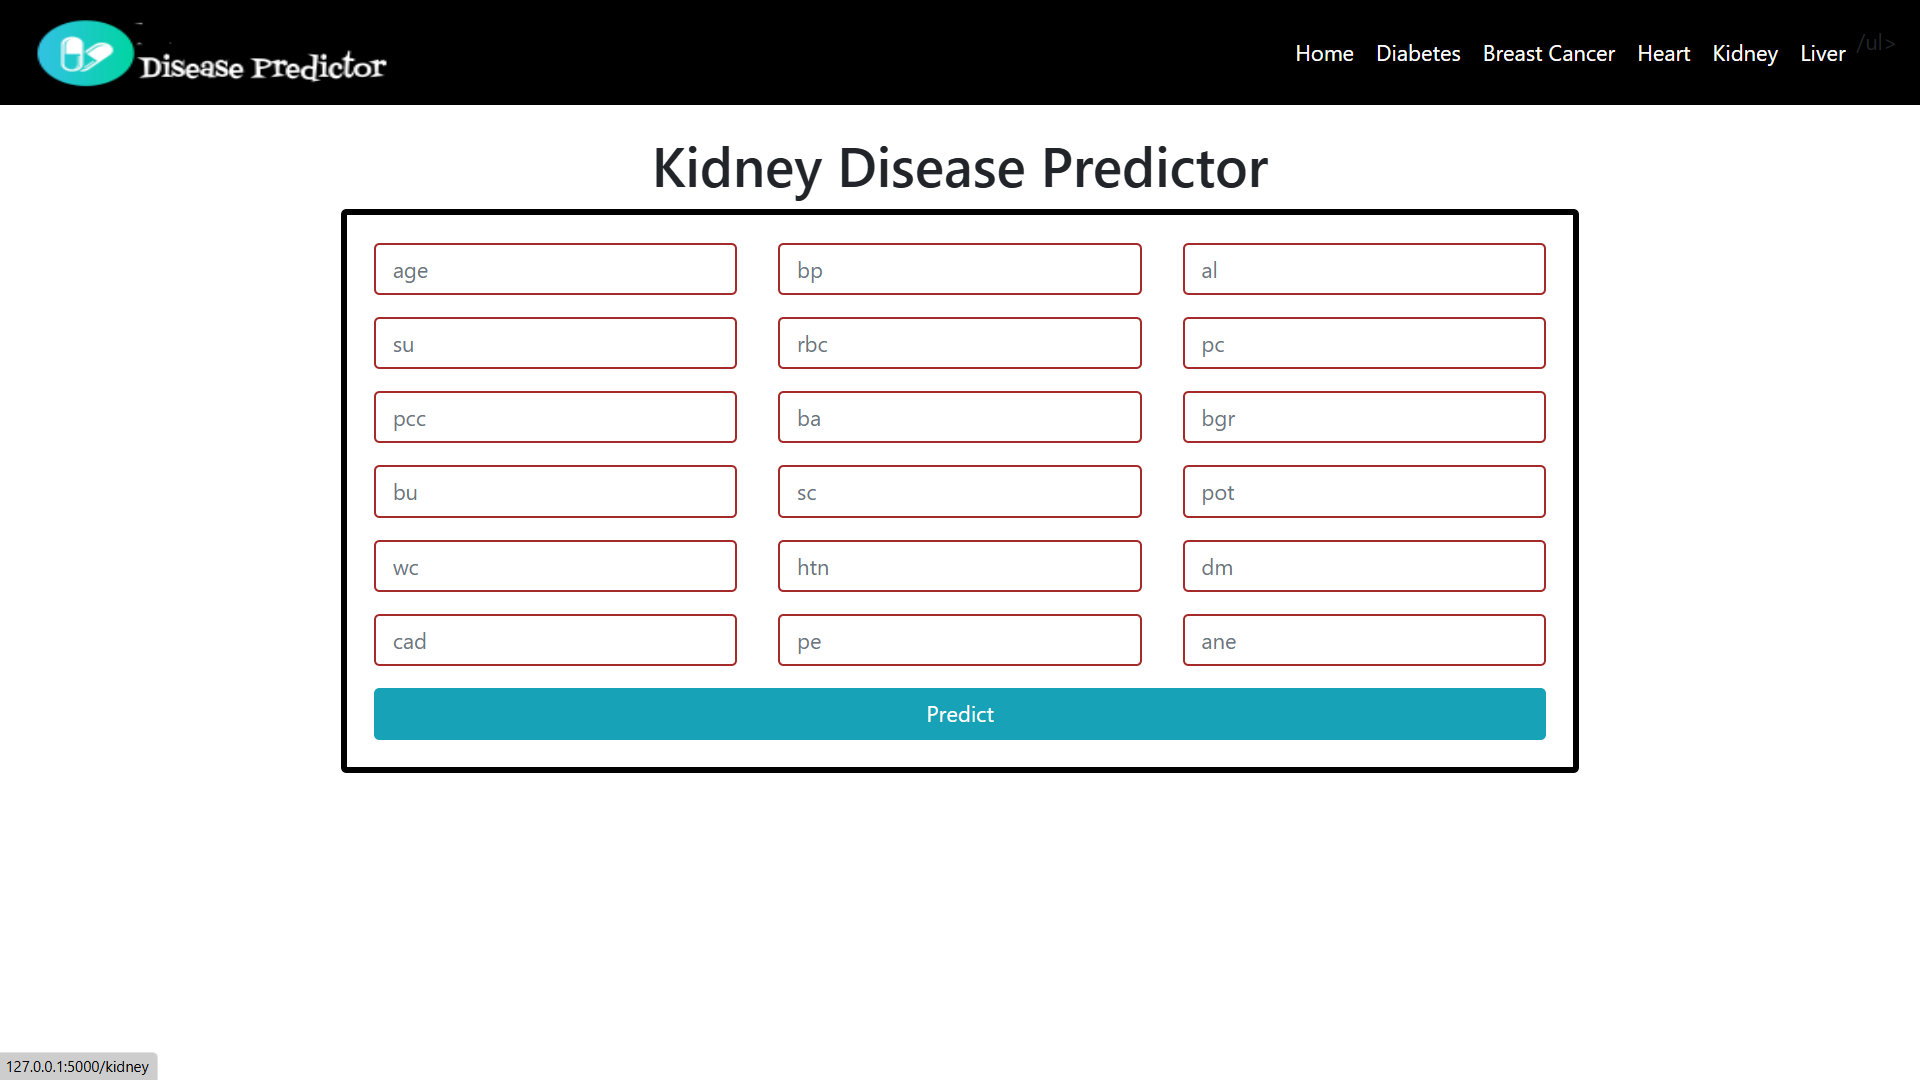 Disease Predictor
Home Diabetes Breast Cancer Heart Kidney Liver /ul>
Kidney Disease Predictor
age bp al
su rbc pc
pcc ba bgr
bu sc pot
wc htn dm
cad pe ane
Predict
127.0.0.1:5000/kidney